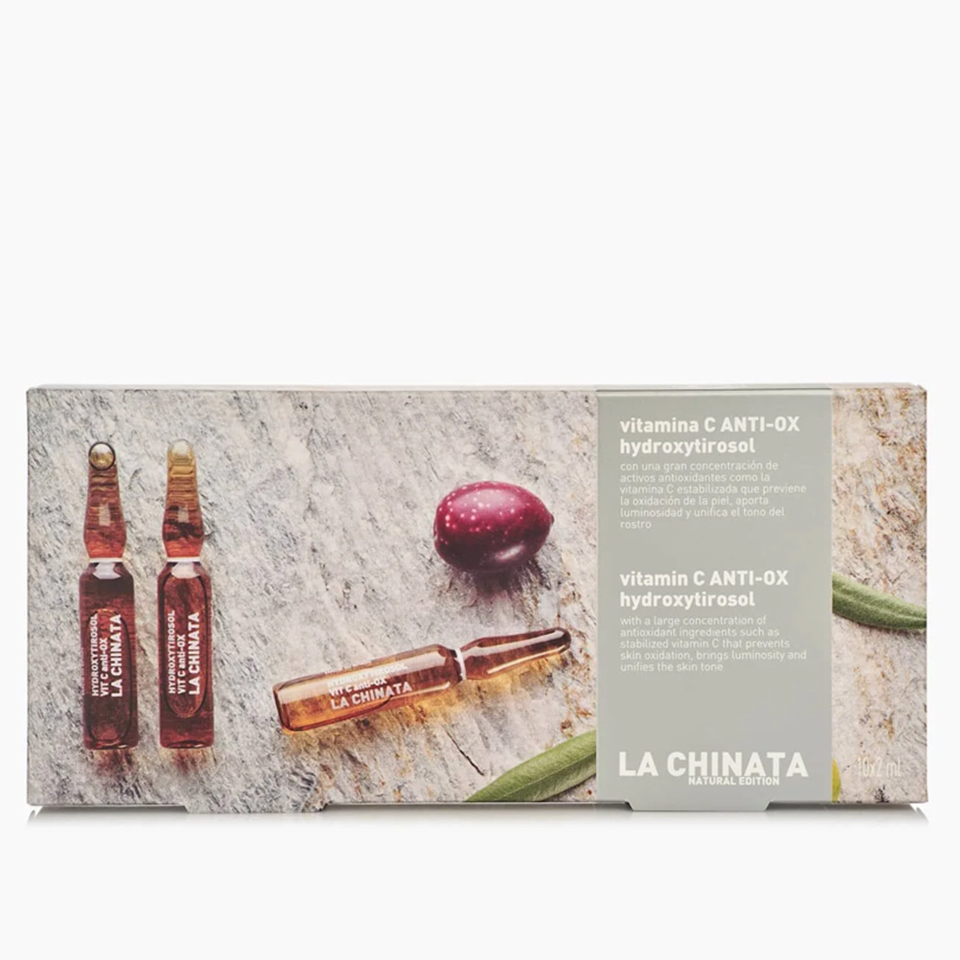 vitamina C ANTI-OX
hydroxytirosol
con una gran concentración de
activos antioxidantes como la
vitamina C estabilizada que previene
la oxidación de la piel, aporta
luminosidad y unifica el tono del
rostro
vitamin C ANTI-OX
hydroxytirosol
with a large concentration of
antioxidant ingredients such as
stabilized vitamin C that prevents
skin oxidation, brings luminosity and
unifies the skin tone
LA CHINATA
NATURAL EDITION
10x2 ml
HYDROXYTIROSOL
VIT C anti-OX
LA CHINATA
HYDROXYTIROSOL
VIT C anti-OX
LA CHINATA
HYDROXYTIROSOL
VIT C anti-OX
LA CHINATA